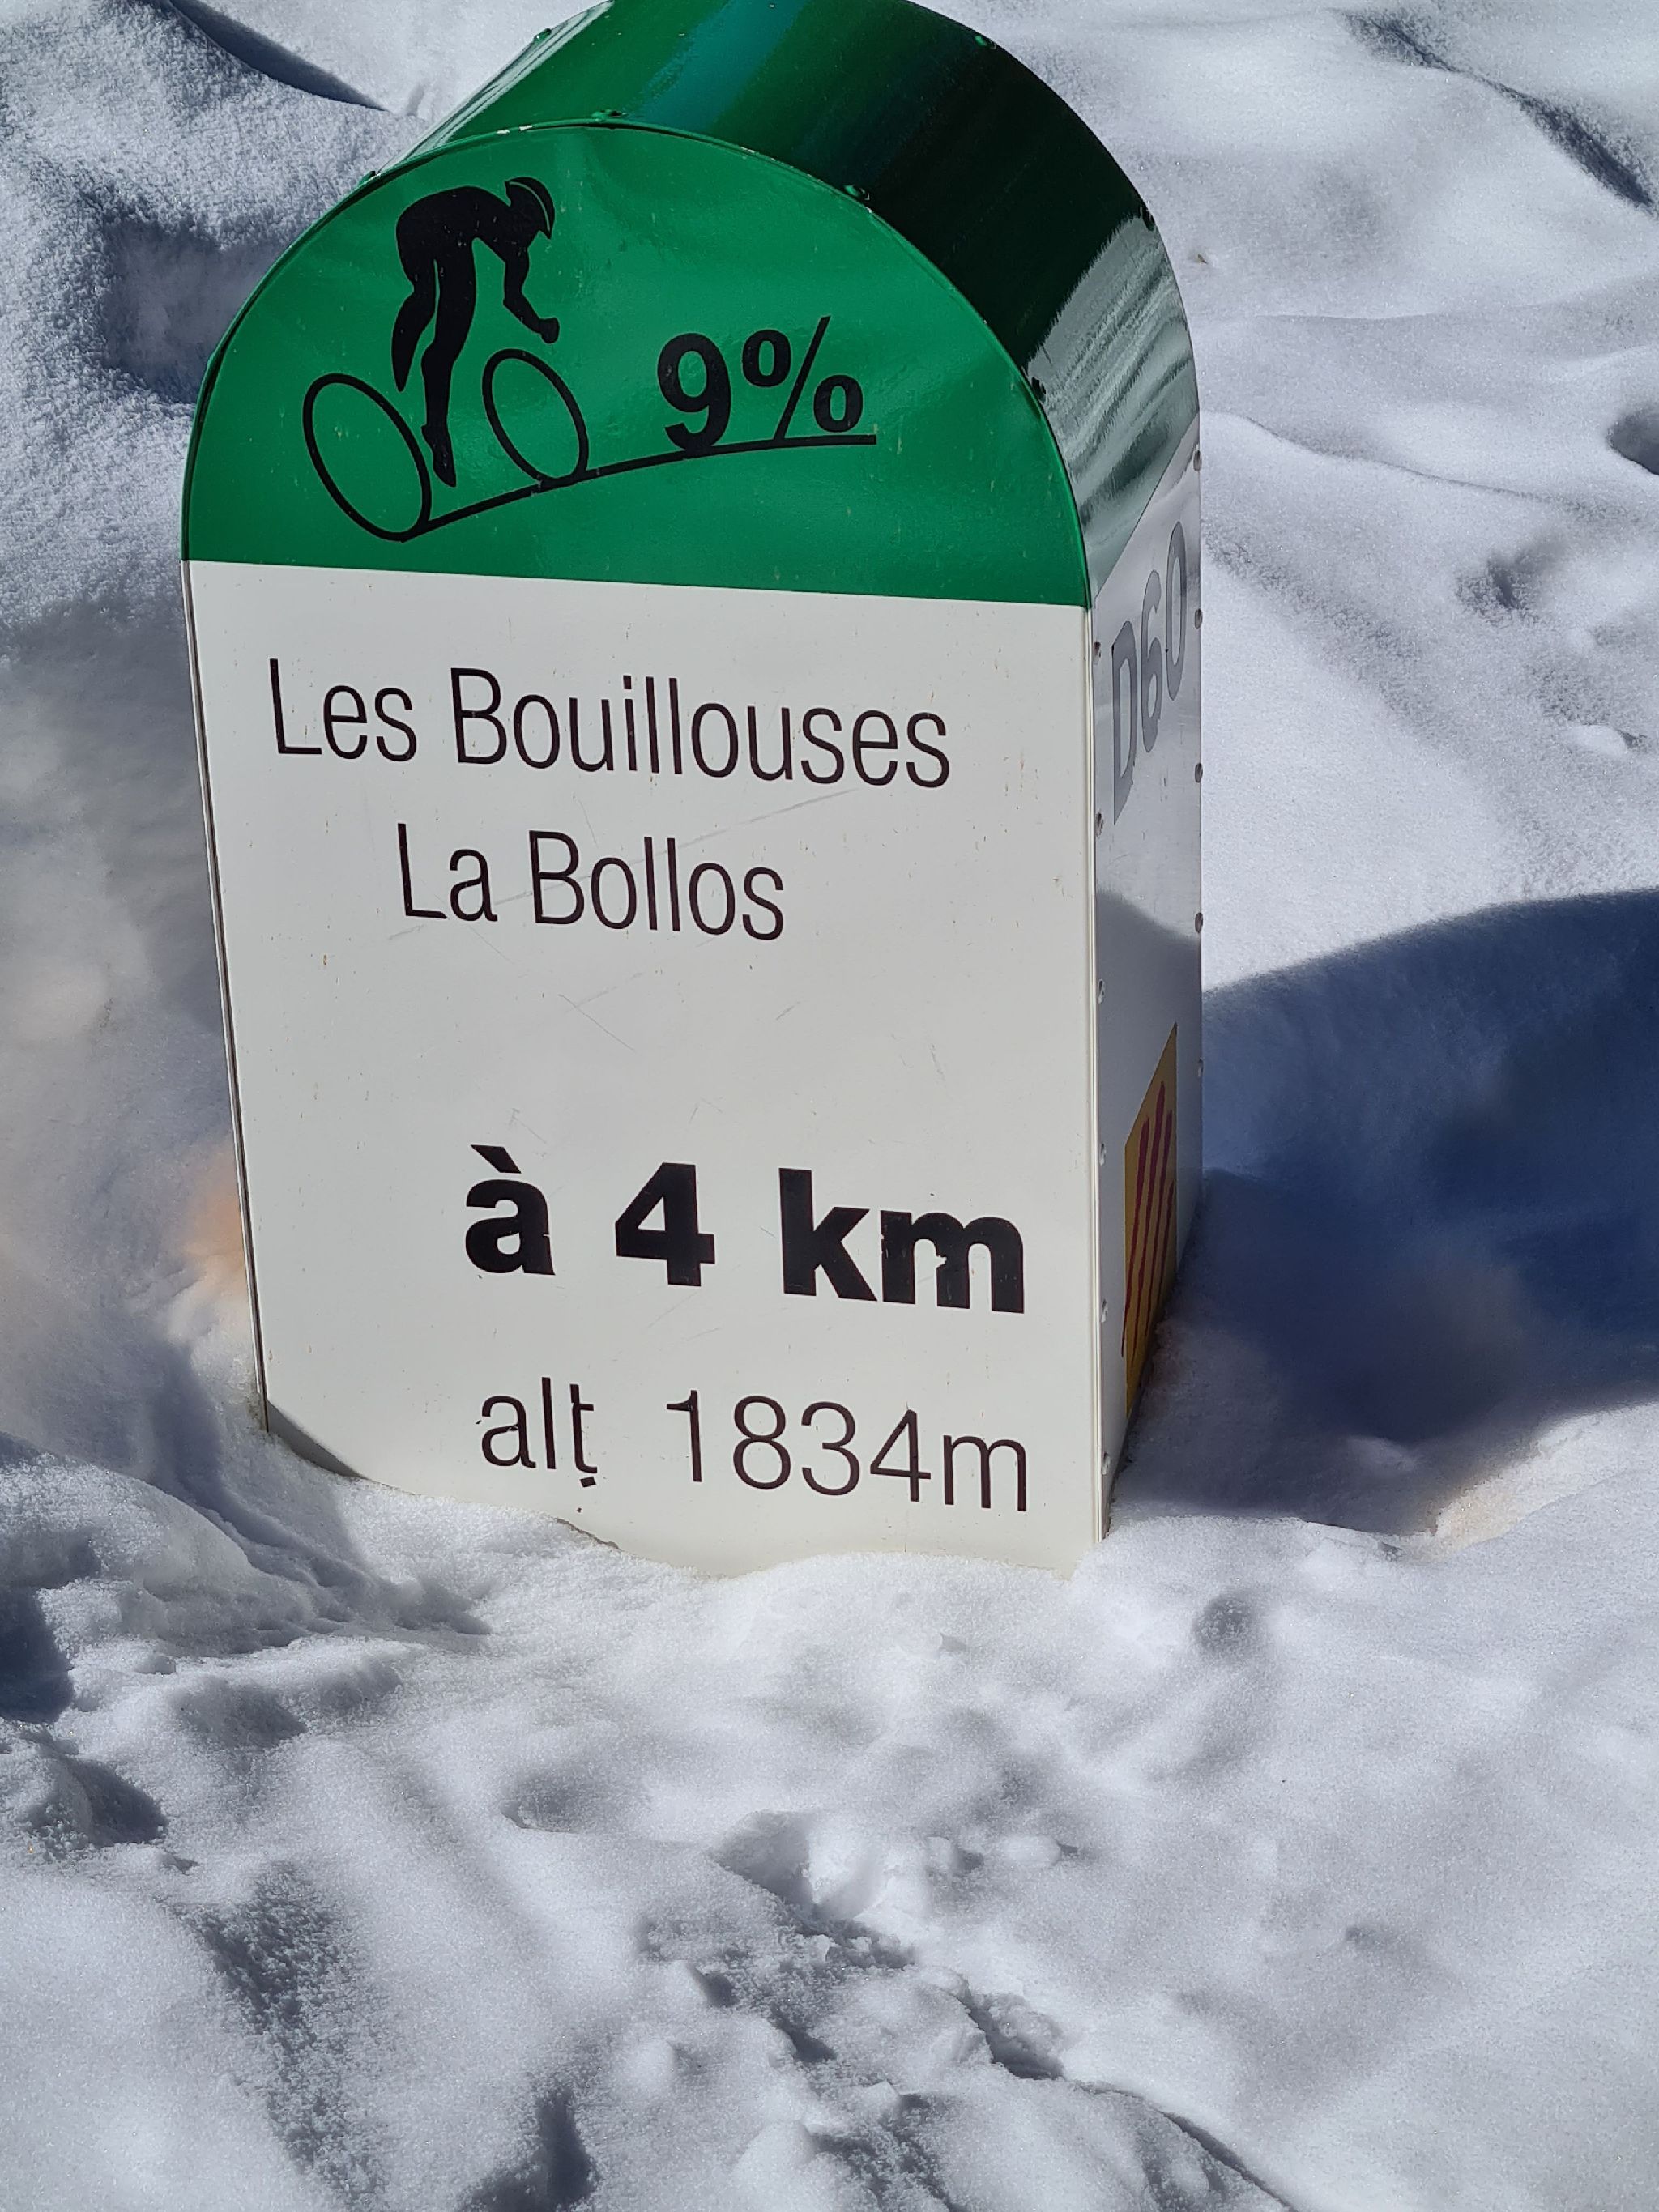 9%
Les Bouillouses
La Bollos
à 4 km
alt. 1834m
D60